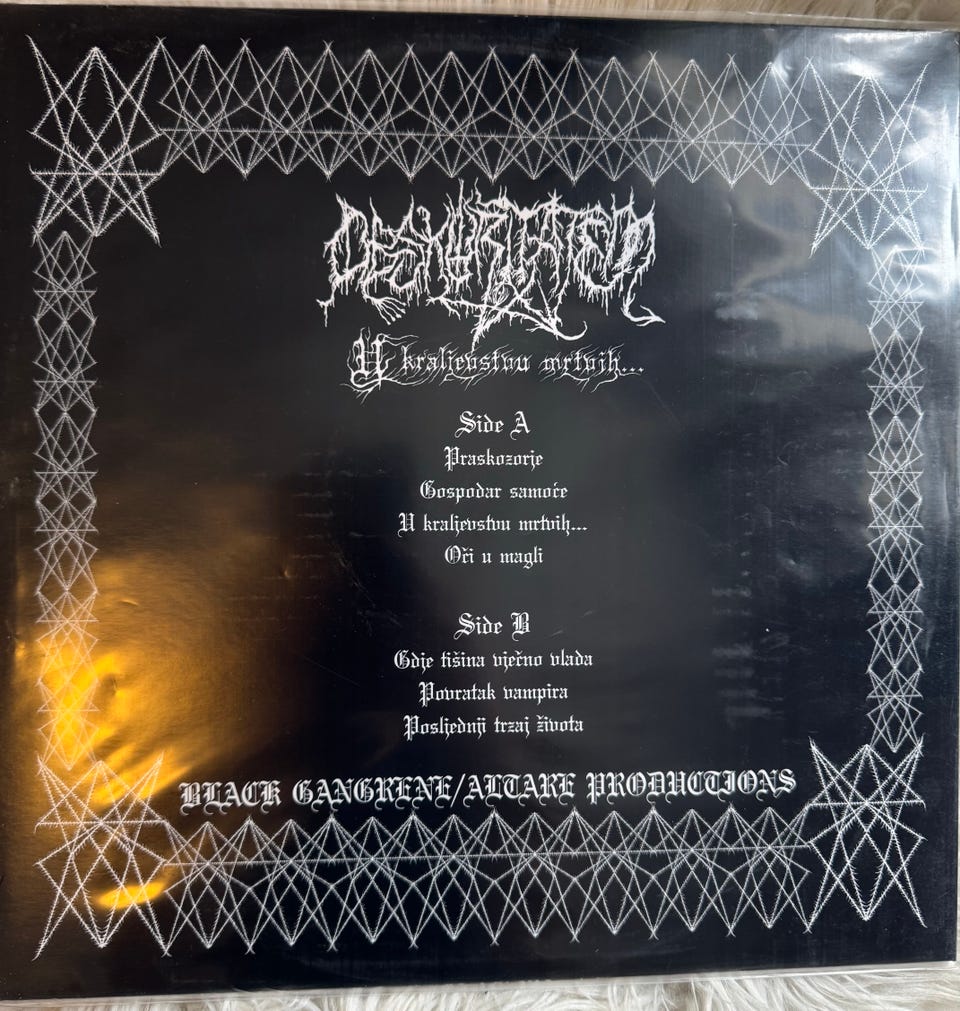 OBSKURITATEM
U kraljevstvu mrtvih...
Side A
Praskozorje
Gospodar samoće
U kraljevstvu mrtvih...
Oči u magli
Side B
Gdje tišina vječno vlada
Povratak vampira
Posljednji trzaj života
BLACK GANGRENE/ALTARE PRODUCTIONS